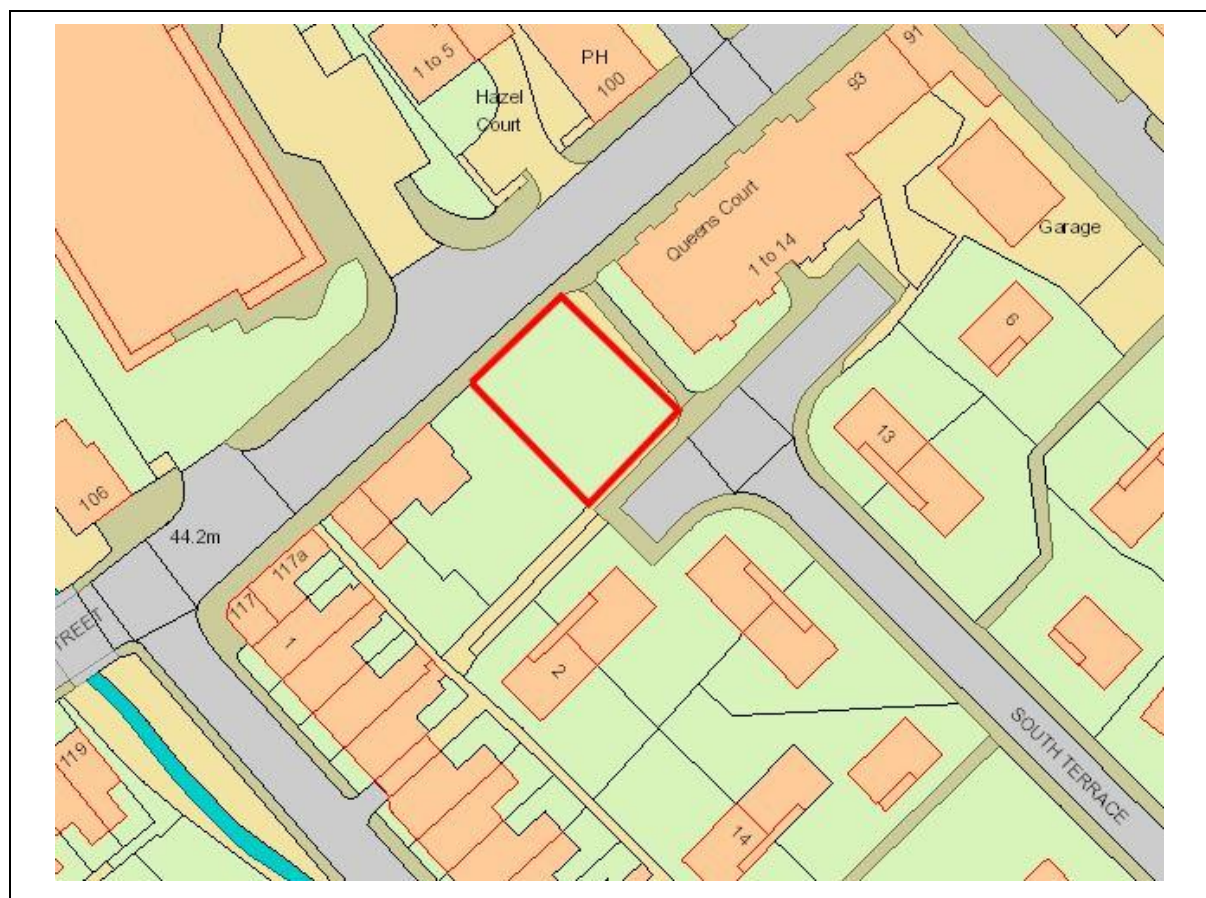 1 to 5
PH
100
91
93
Hazel
Court
Queens Court
1 to 14
Garage
6
13
106
44.2m
117a
117
1
TREET
2
119
14
SOUTH TERRACE